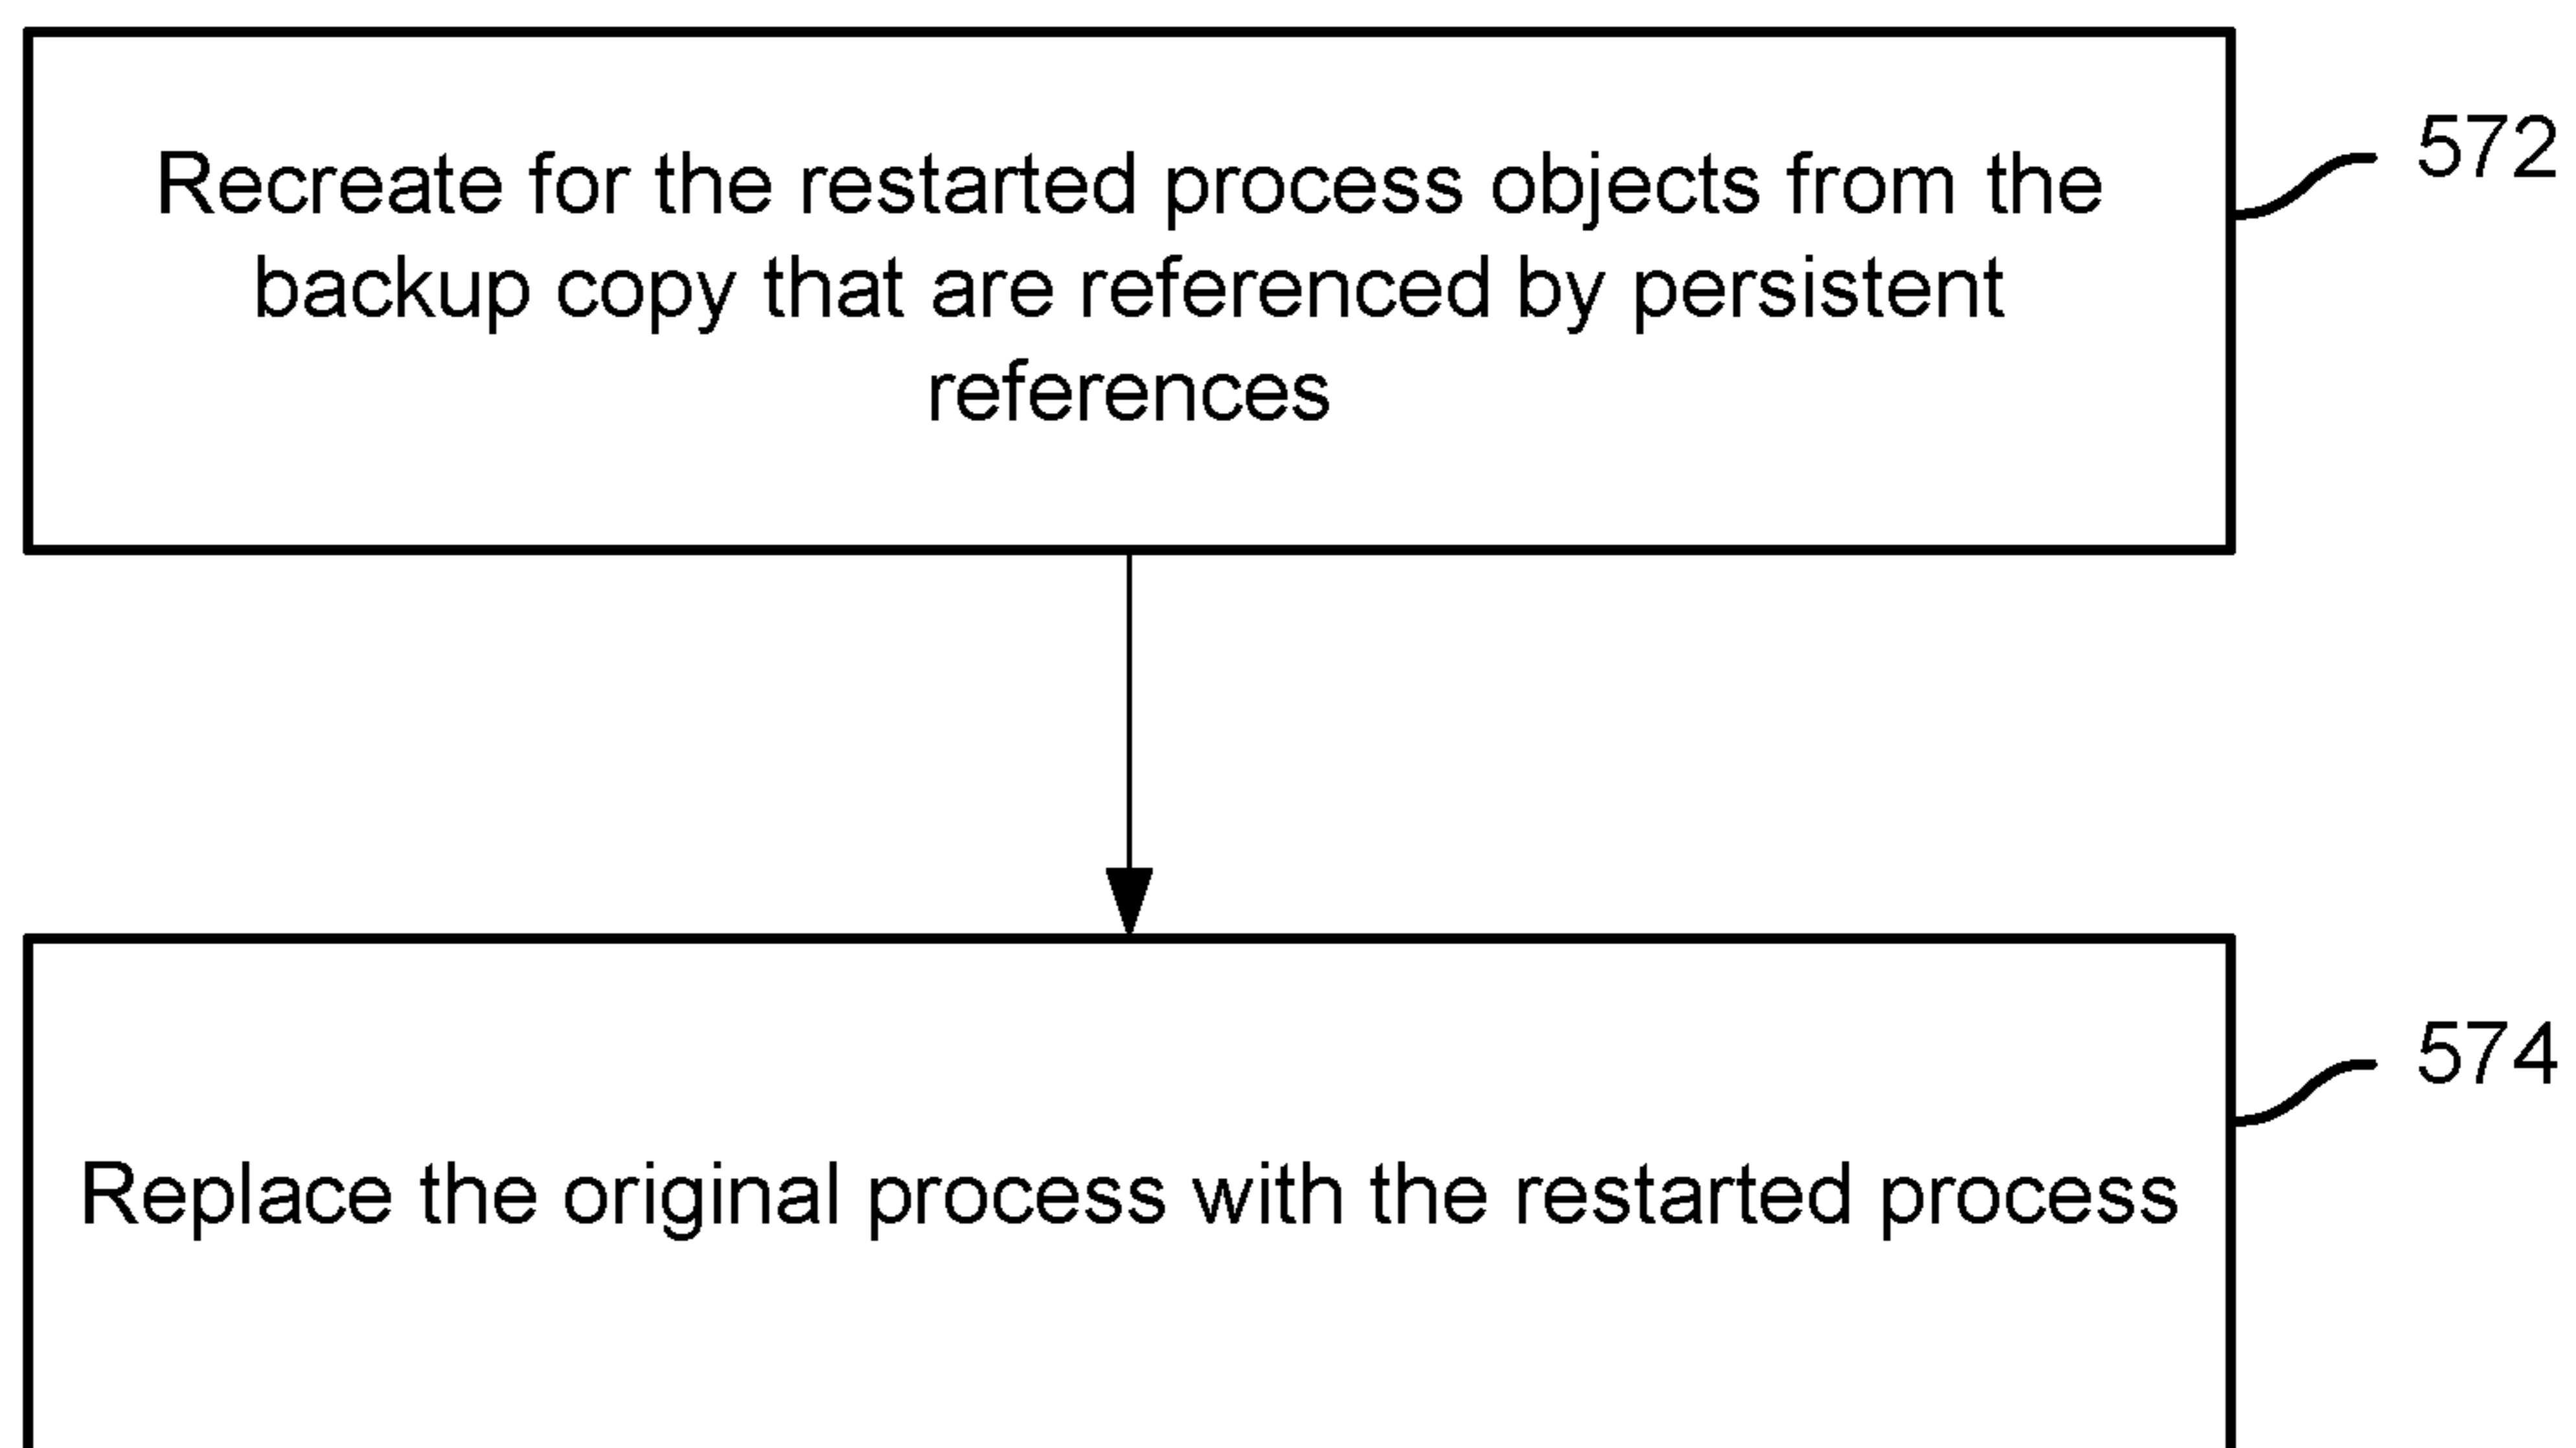 Recreate for the restarted process objects from the
backup copy that are referenced by persistent
references
572
Replace the original process with the restarted process
574